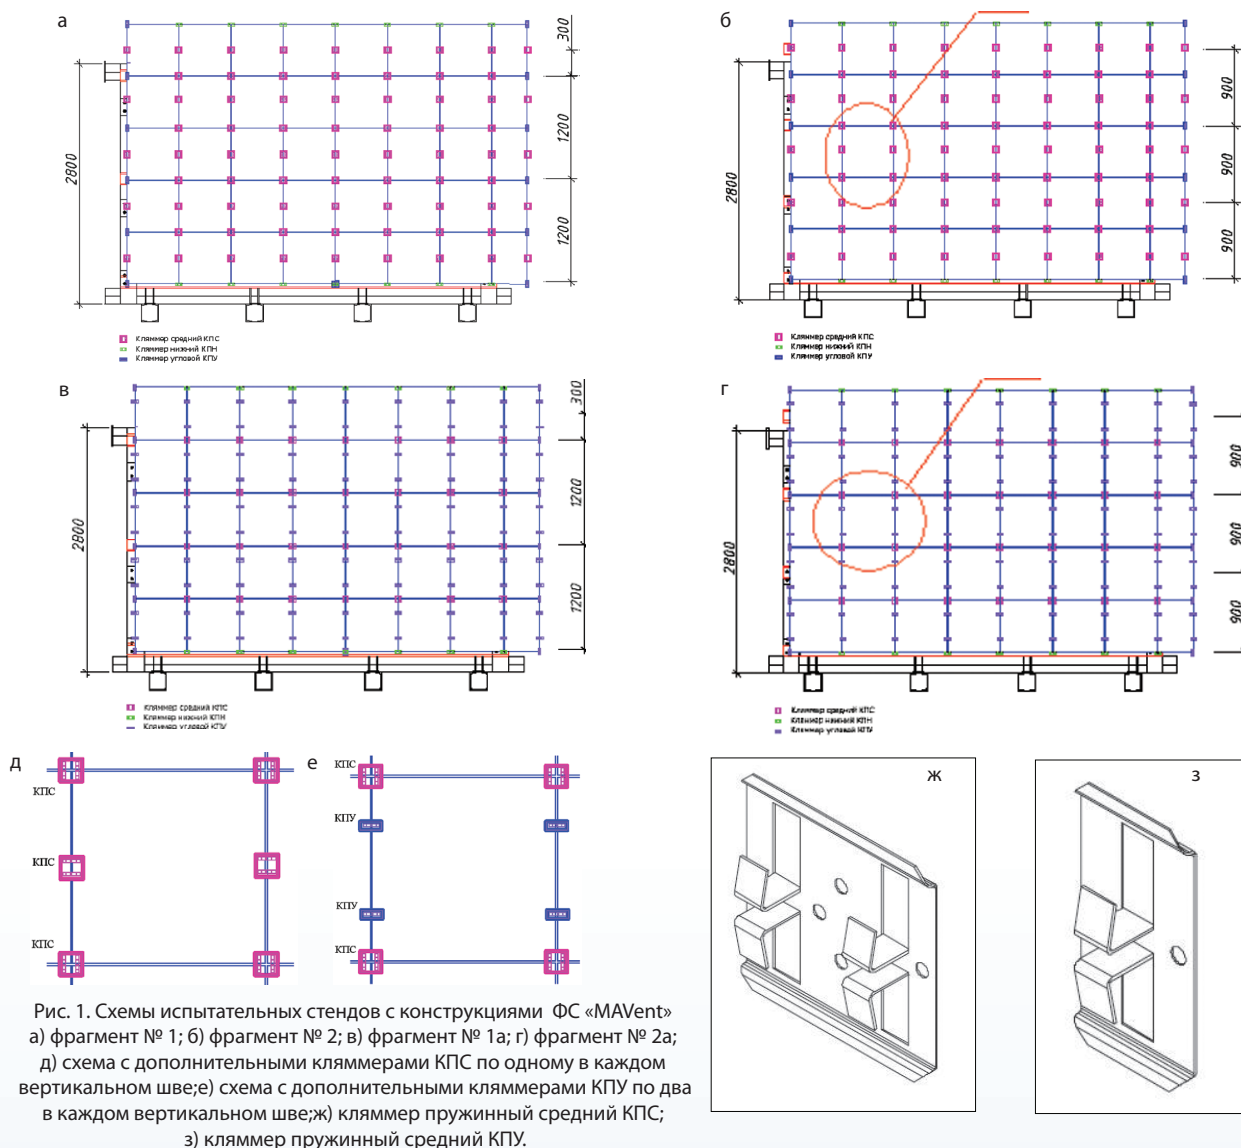 а
300
1200
1200
2800
Кляммер средний КПС
Кляммер нижний КПН
Кляммер угловой КПУ
б
900
900
900
2800
Кляммер средний КПС
Кляммер нижний КПН
Кляммер угловой КПУ
в
300
1200
1200
2800
Кляммер средний КПС
Кляммер нижний КПН
Кляммер угловой КПУ
г
900
900
900
2800
Кляммер средний КПС
Кляммер нижний КПН
Кляммер угловой КПУ
д
КПС
КПС
КПС
е
КПС
КПУ
КПУ
КПС
ж
з
Рис. 1. Схемы испытательных стендов с конструкциями ФС «MAVent»
а) фрагмент № 1; б) фрагмент № 2; в) фрагмент № 1а; г) фрагмент № 2а;
д) схема с дополнительными кляммерами КПС по одному в каждом
вертикальном шве;е) схема с дополнительными кляммерами КПУ по два
в каждом вертикальном шве;ж) кляммер пружинный средний КПС;
з) кляммер пружинный средний КПУ.